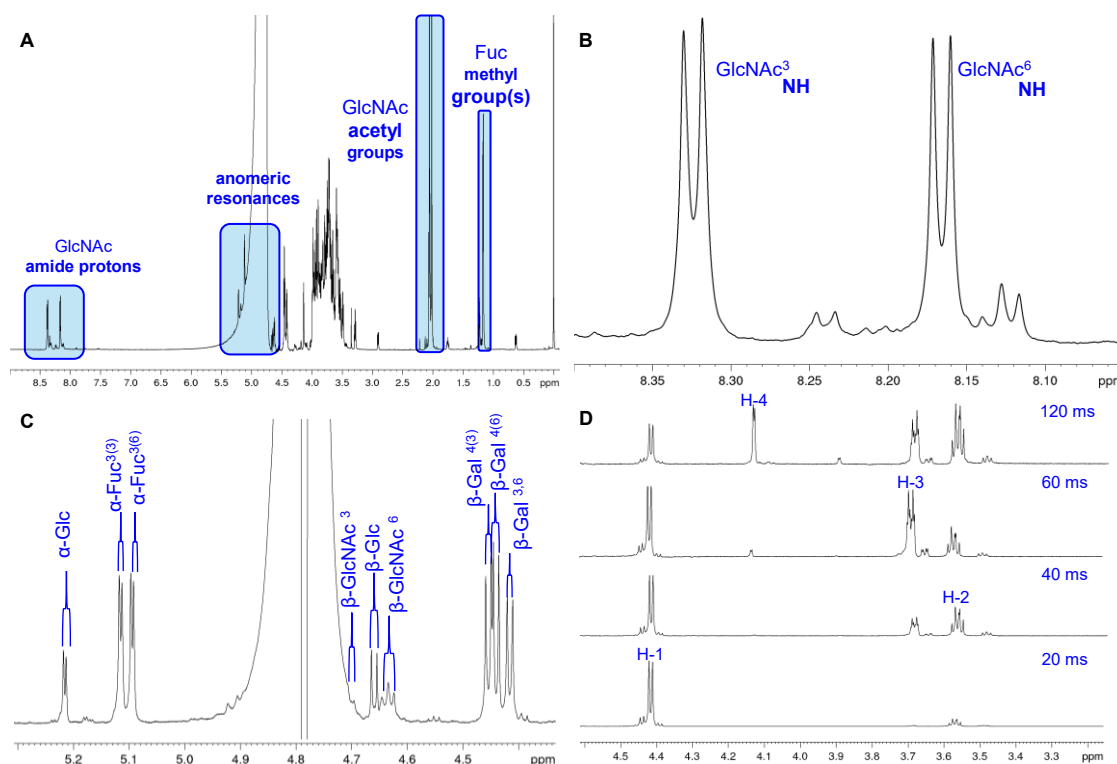 A
GlcNAc
amide protons
anomeric
resonances
GlcNAc
acetyl
groups
Fuc
methyl
group(s)
8.5 8.0 7.5 7.0 6.5 6.0 5.5 5.0 4.5 4.0 3.5 3.0 2.5 2.0 1.5 1.0 0.5 ppm
B
GlcNAc³
NH
GlcNAc⁶
NH
8.35 8.30 8.25 8.20 8.15 8.10 ppm
C
α-Glc
α-Fuc³⁽³⁾
α-Fuc³⁽⁶⁾
β-GlcNAc ³
β-Glc
β-GlcNAc ⁶
β-Gal ⁴⁽³⁾
β-Gal ⁴⁽⁶⁾
β-Gal ³,⁶
5.2 5.1 5.0 4.9 4.8 4.7 4.6 4.5 ppm
D
H-4
120 ms
H-3
60 ms
H-2
40 ms
H-1
20 ms
4.5 4.4 4.3 4.2 4.1 4.0 3.9 3.8 3.7 3.6 3.5 3.4 3.3 3.2 ppm